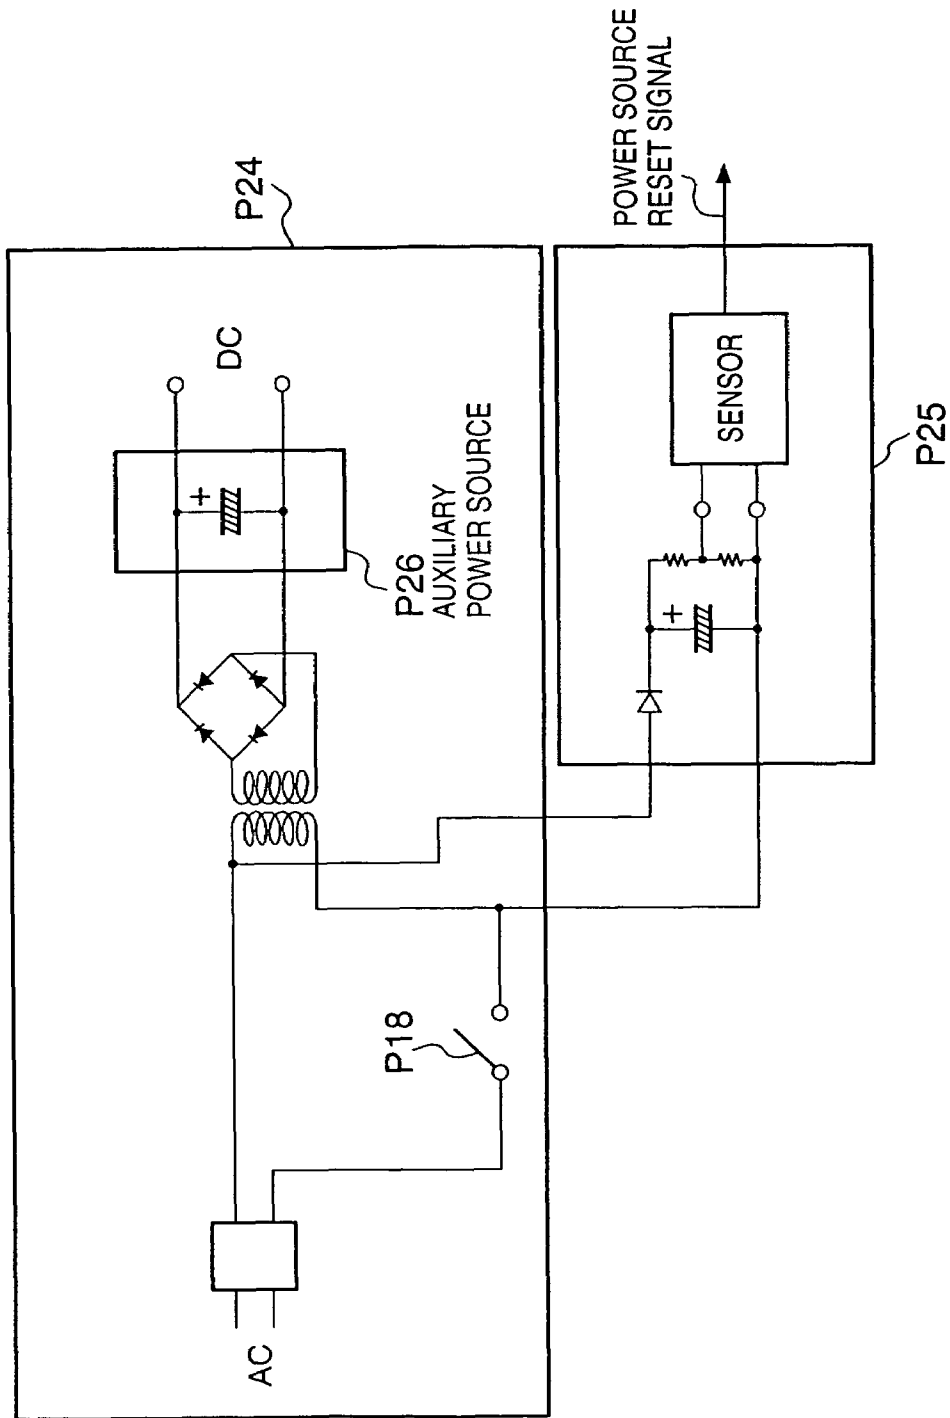 P24
DC
P26
AUXILIARY
POWER SOURCE
P18
AC
POWER SOURCE
RESET SIGNAL
SENSOR
P25
+
+